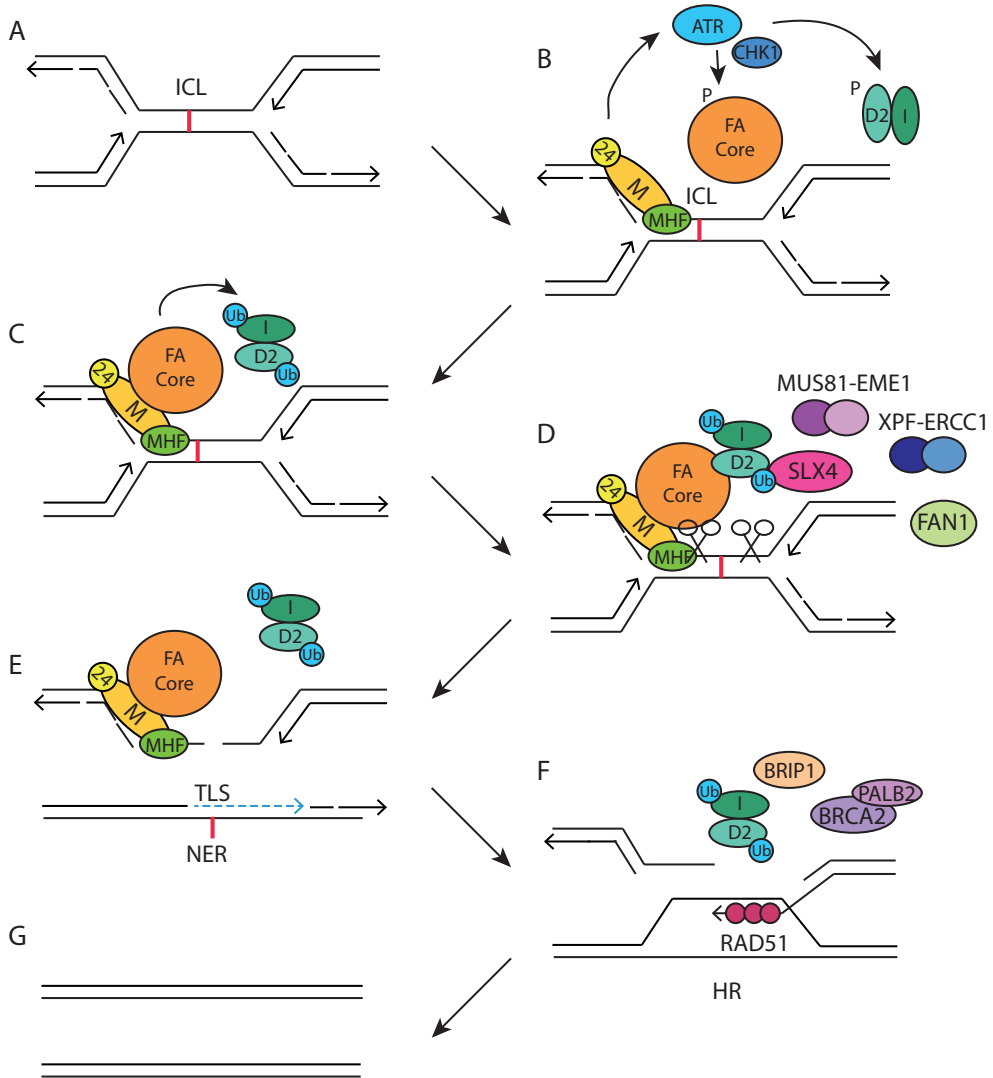 A
ICL
B
ATR
CHK1
P
FA
Core
P
D2
I
24
M
MHF
ICL
C
Ub
I
D2
Ub
FA
Core
24
M
MHF
D
MUS81-EME1
XPF-ERCC1
Ub
I
D2
Ub
SLX4
FA
Core
24
M
MHF
FAN1
E
Ub
I
D2
Ub
FA
Core
24
M
MHF
TLS
NER
F
BRIP1
Ub
I
D2
Ub
PALB2
BRCA2
RAD51
HR
G